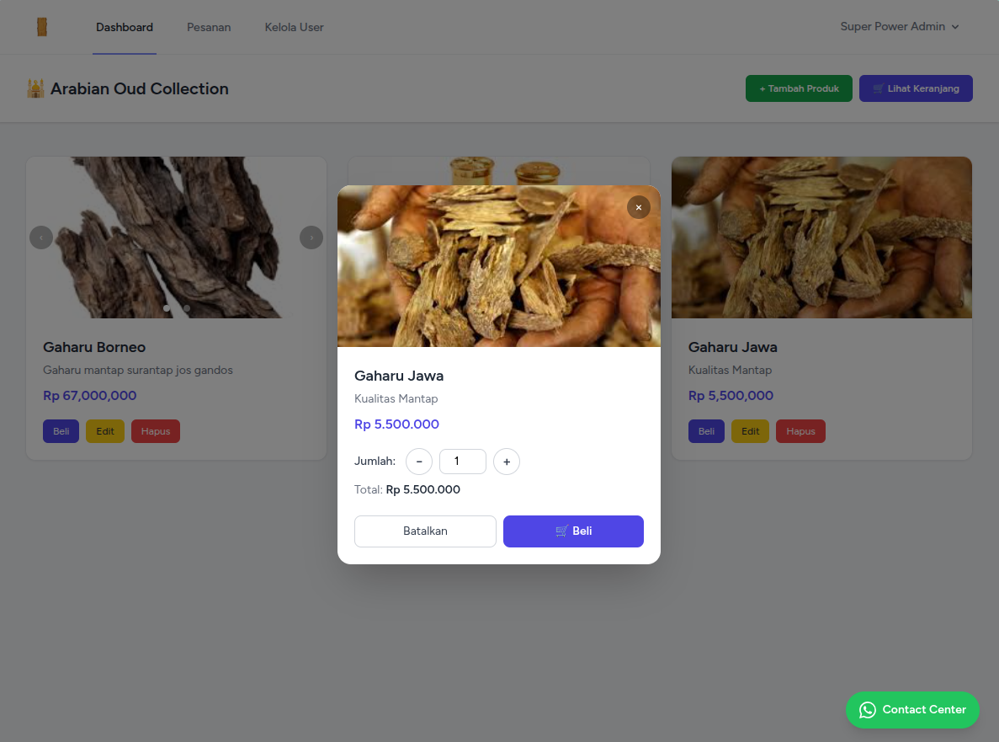 Dashboard Pesanan Kelola User Super Power Admin
🕌 Arabian Oud Collection + Tambah Produk 🛒 Lihat Keranjang
Gaharu Borneo
Gaharu mantap surantap jos gandos
Rp 67,000,000
Beli Edit Hapus
×
Gaharu Jawa
Kualitas Mantap
Rp 5.500.000
Jumlah: − 1 +
Total: Rp 5.500.000
Batalkan 🛒 Beli
Gaharu Jawa
Kualitas Mantap
Rp 5,500,000
Beli Edit Hapus
Contact Center